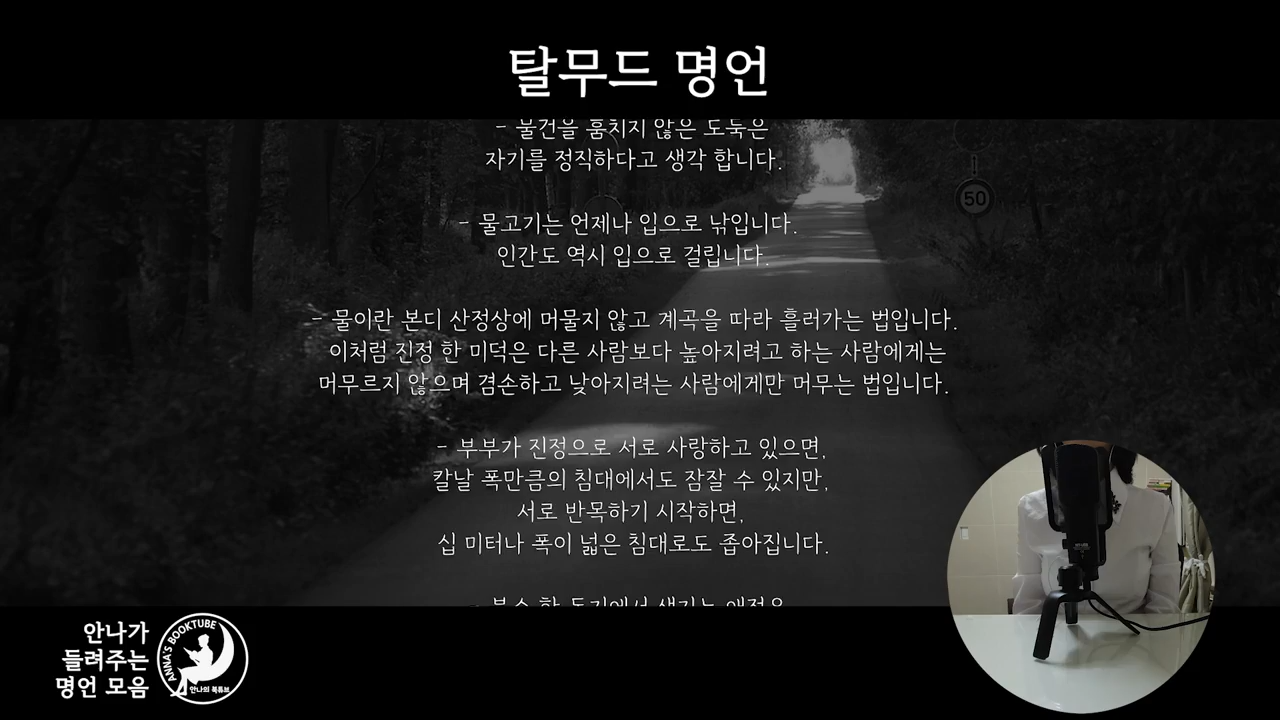 탈무드 명언
- 물건을 훔치지 않은 도둑은
자기를 정직하다고 생각 합니다.
- 물고기는 언제나 입으로 낚입니다.
인간도 역시 입으로 걸립니다.
- 물이란 본디 산정상에 머물지 않고 계곡을 따라 흘러가는 법입니다.
이처럼 진정 한 미덕은 다른 사람보다 높아지려고 하는 사람에게는
머무르지 않으며 겸손하고 낮아지려는 사람에게만 머무는 법입니다.
- 부부가 진정으로 서로 사랑하고 있으면,
칼날 폭만큼의 침대에서도 잠잘 수 있지만,
서로 반목하기 시작하면,
십 미터나 폭이 넓은 침대로도 좁아집니다.
안나가
들려주는
명언 모음
ANNA'S BOOKTUBE
안나의 북튜브
50